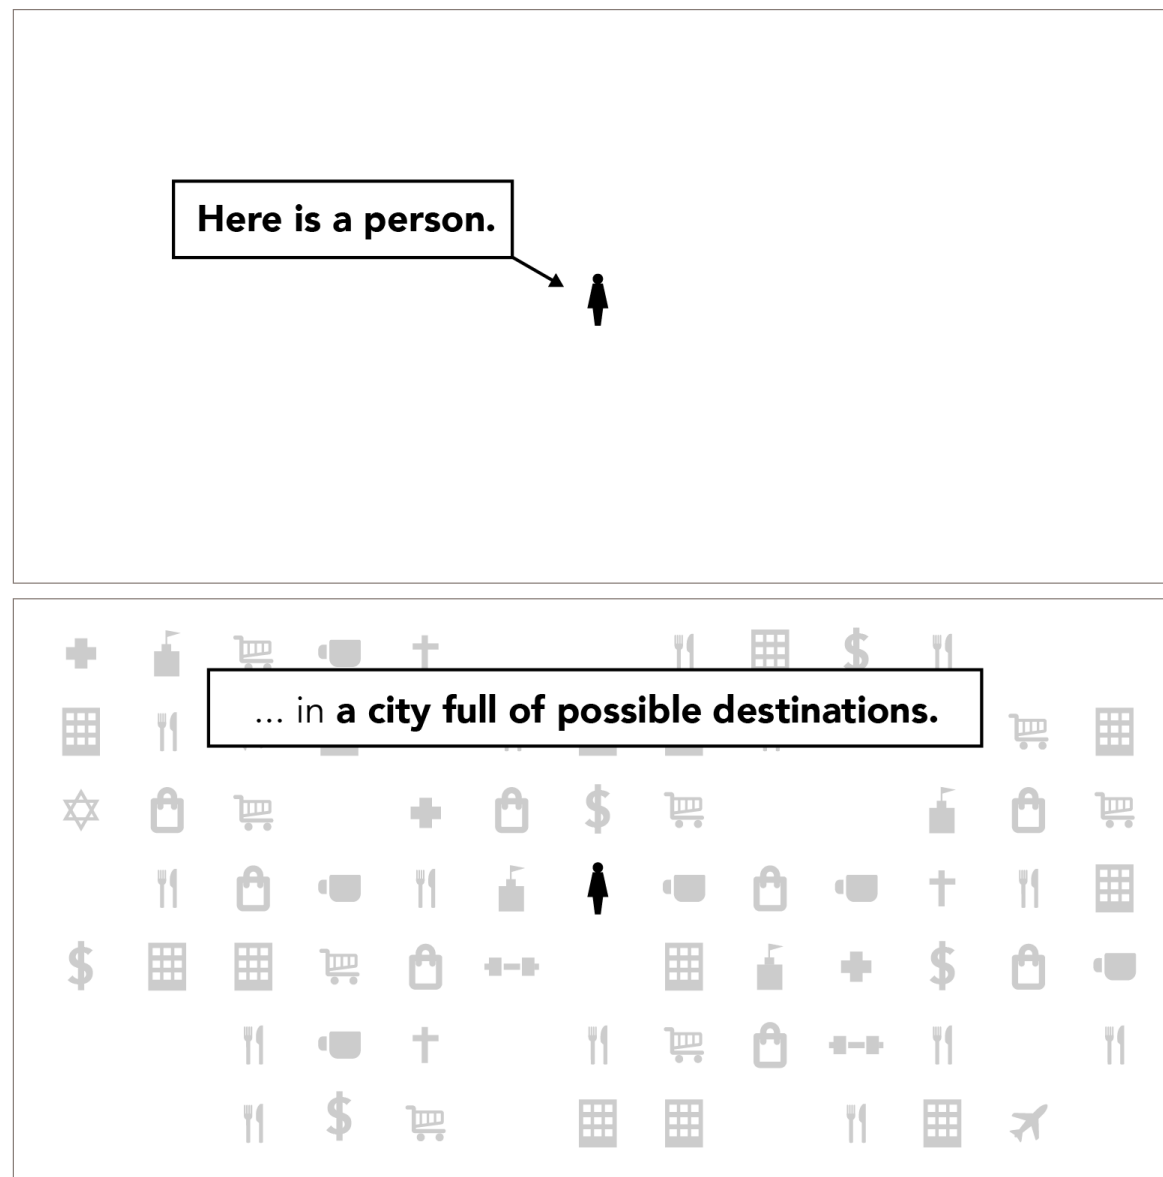 Here is a person.
... in a city full of possible destinations.